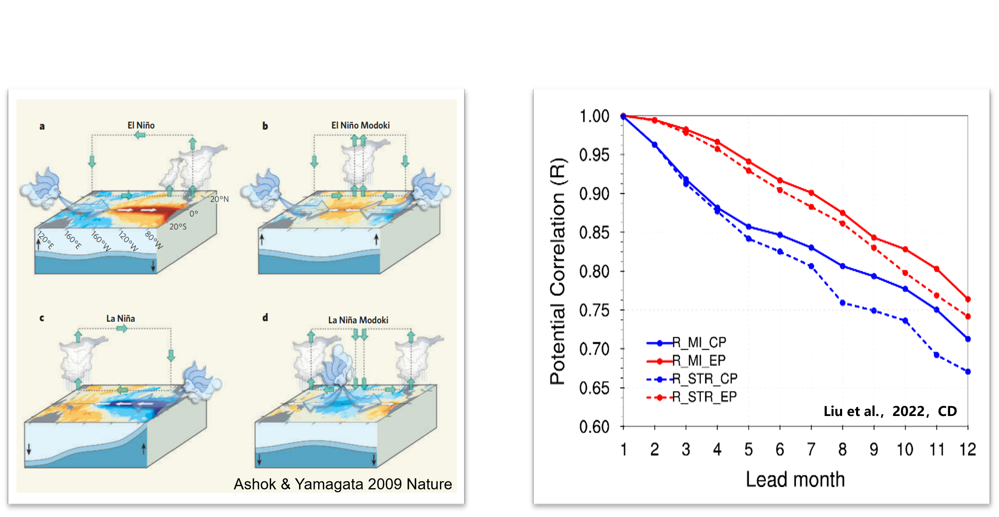 a
El Niño
20°N
0°
20°S
120°E
160°E
160°W
120°W
80°W
b
El Niño Modoki
c
La Niña
d
La Niña Modoki
Ashok & Yamagata 2009 Nature
Potential Correlation (R)
1.00
0.95
0.90
0.85
0.80
0.75
0.70
0.65
0.60
R_MI_CP
R_MI_EP
R_STR_CP
R_STR_EP
Liu et al., 2022, CD
1 2 3 4 5 6 7 8 9 10 11 12
Lead month